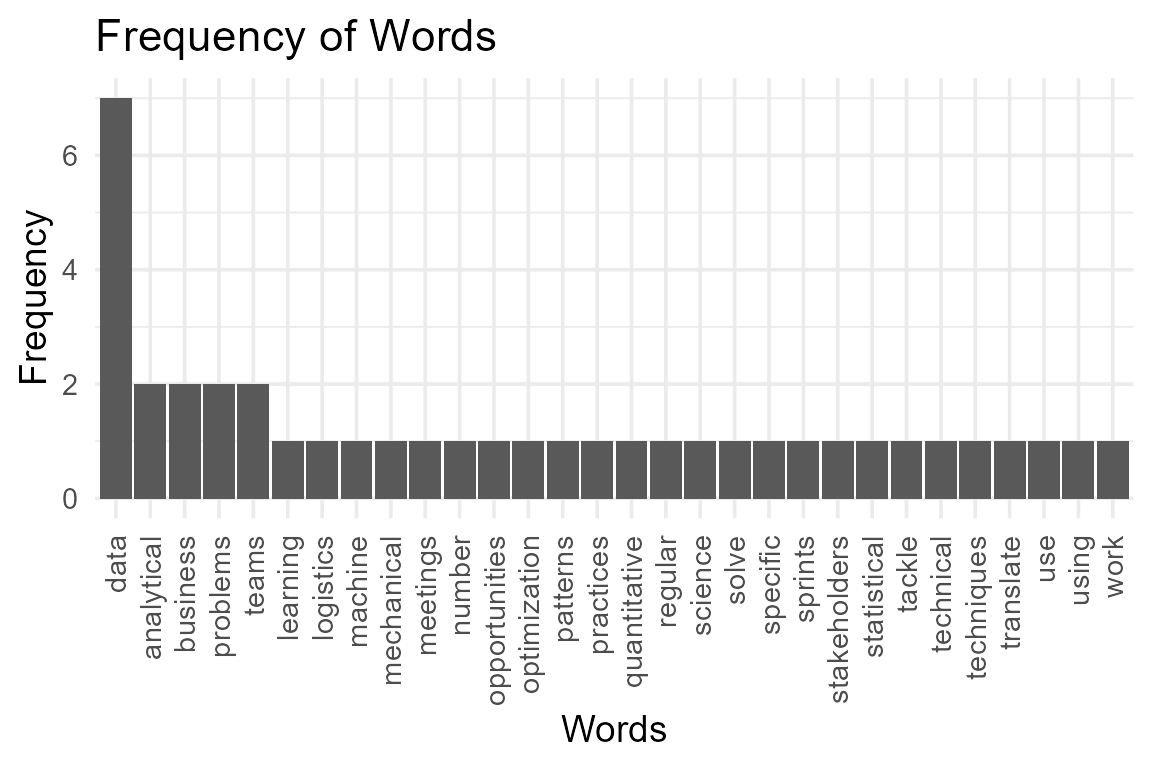 Frequency of Words
Frequency
6
4
2
0
data
analytical
business
problems
teams
learning
logistics
machine
mechanical
meetings
number
opportunities
optimization
patterns
practices
quantitative
regular
science
solve
specific
sprints
stakeholders
statistical
tackle
technical
techniques
translate
use
using
work
Words